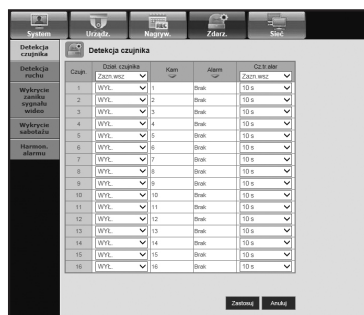 System Urządz. Nagryw. Zdarz. Sieć
Detekcja czujnika
Detekcja ruchu
Wykrycie zaniku sygnału wideo
Wykrycie sabotażu
Harmon. alarmu
Detekcja czujnika
Czujn. Dział. czujnika Kam Alarm Cz.tr.alar
Zazn.wsz Zazn.wsz
1 WYŁ. 1 Brak 10 s
2 WYŁ. 2 Brak 10 s
3 WYŁ. 3 Brak 10 s
4 WYŁ. 4 Brak 10 s
5 WYŁ. 5 Brak 10 s
6 WYŁ. 6 Brak 10 s
7 WYŁ. 7 Brak 10 s
8 WYŁ. 8 Brak 10 s
9 WYŁ. 9 Brak 10 s
10 WYŁ. 10 Brak 10 s
11 WYŁ. 11 Brak 10 s
12 WYŁ. 12 Brak 10 s
13 WYŁ. 13 Brak 10 s
14 WYŁ. 14 Brak 10 s
15 WYŁ. 15 Brak 10 s
16 WYŁ. 16 Brak 10 s
Zastosuj Anuluj